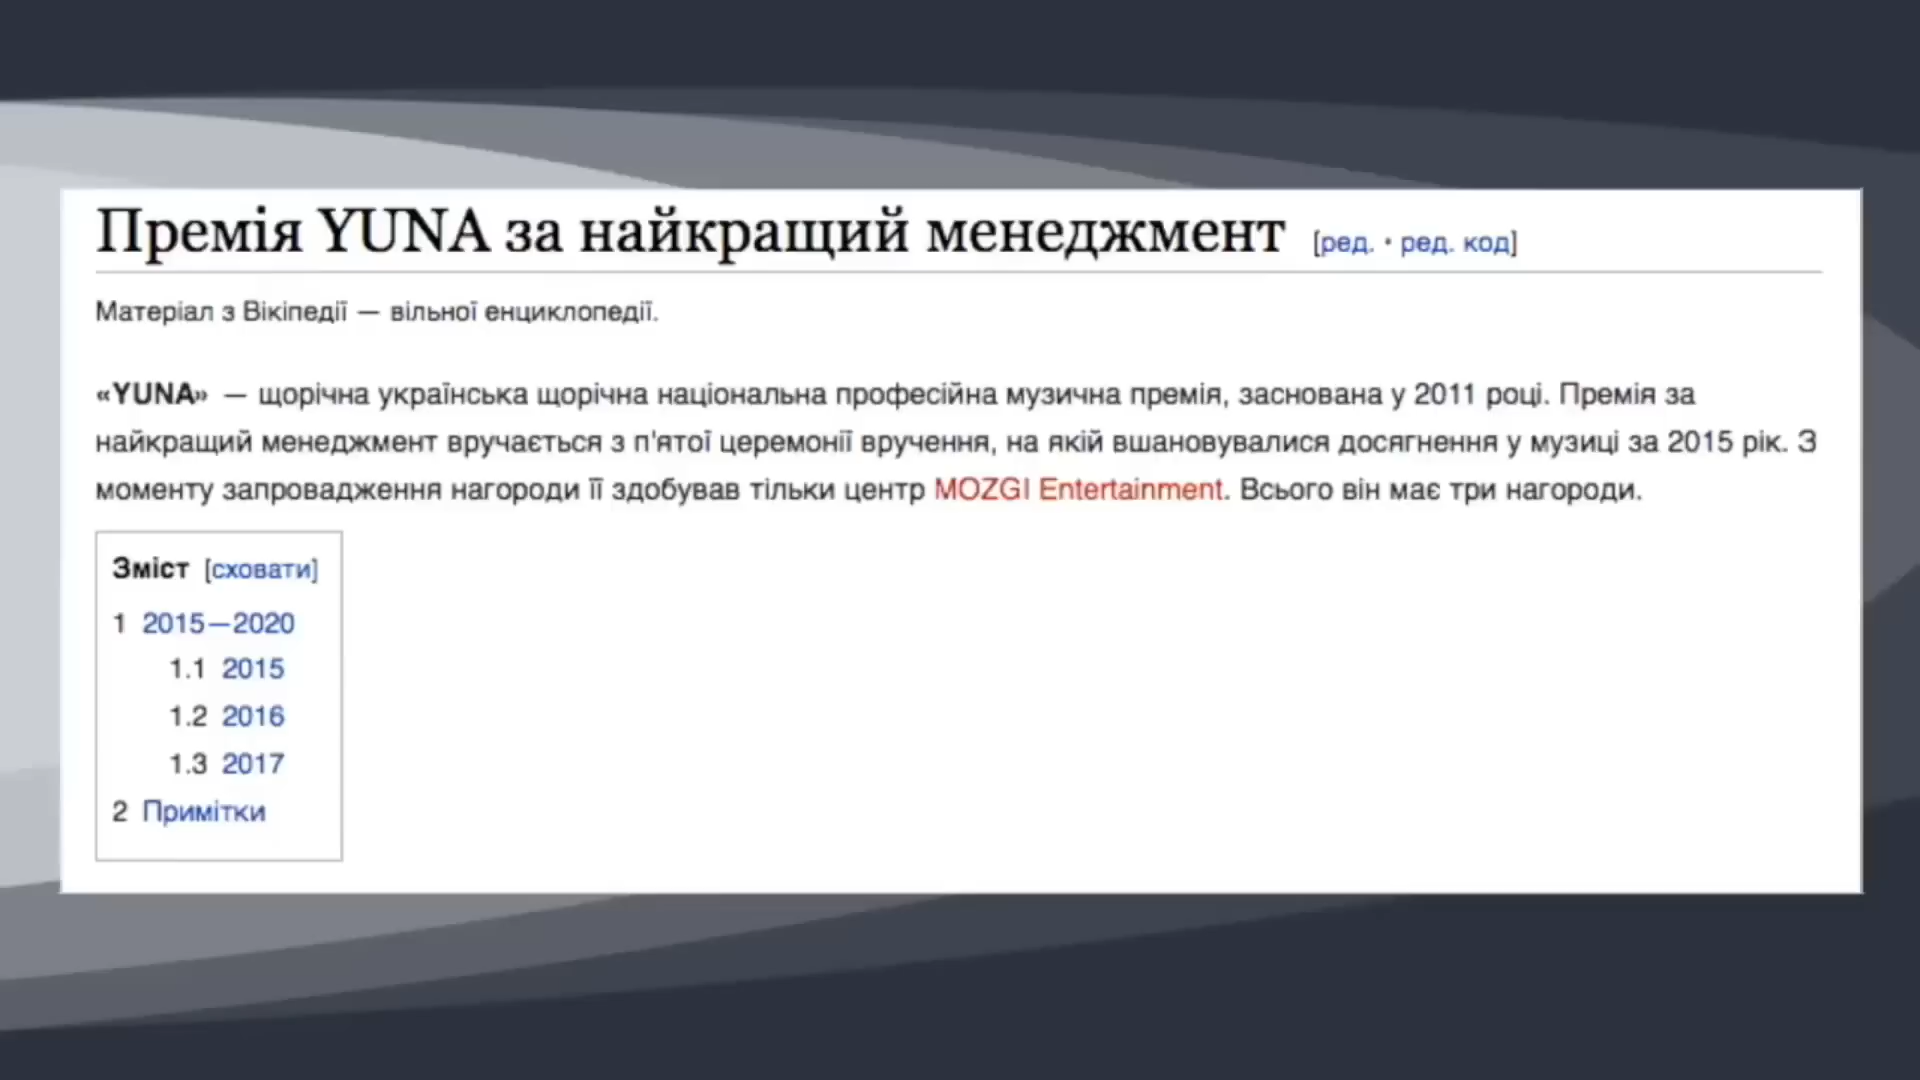 Премія YUNA за найкращий менеджмент [ред. • ред. код]
Матеріал з Вікіпедії — вільної енциклопедії.
«YUNA» — щорічна українська щорічна національна професійна музична премія, заснована у 2011 році. Премія за
найкращий менеджмент вручається з п'ятої церемонії вручення, на якій вшановувалися досягнення у музиці за 2015 рік. З
моменту запровадження нагороди її здобував тільки центр MOZGI Entertainment. Всього він має три нагороди.
Зміст [сховати]
1 2015—2020
1.1 2015
1.2 2016
1.3 2017
2 Примітки